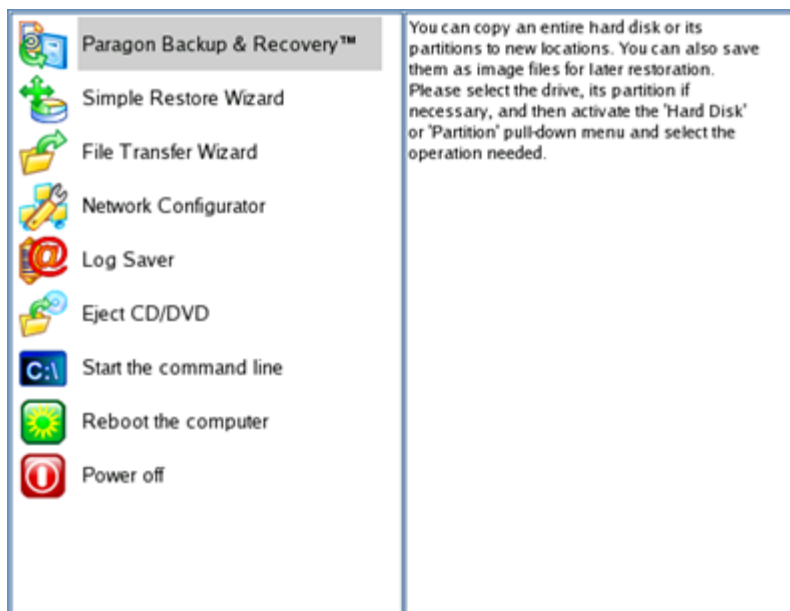 Paragon Backup & Recovery™
Simple Restore Wizard
File Transfer Wizard
Network Configurator
Log Saver
Eject CD/DVD
C:\
Start the command line
Reboot the computer
Power off
You can copy an entire hard disk or its
partitions to new locations. You can also save
them as image files for later restoration.
Please select the drive, its partition if
necessary, and then activate the 'Hard Disk'
or 'Partition' pull-down menu and select the
operation needed.